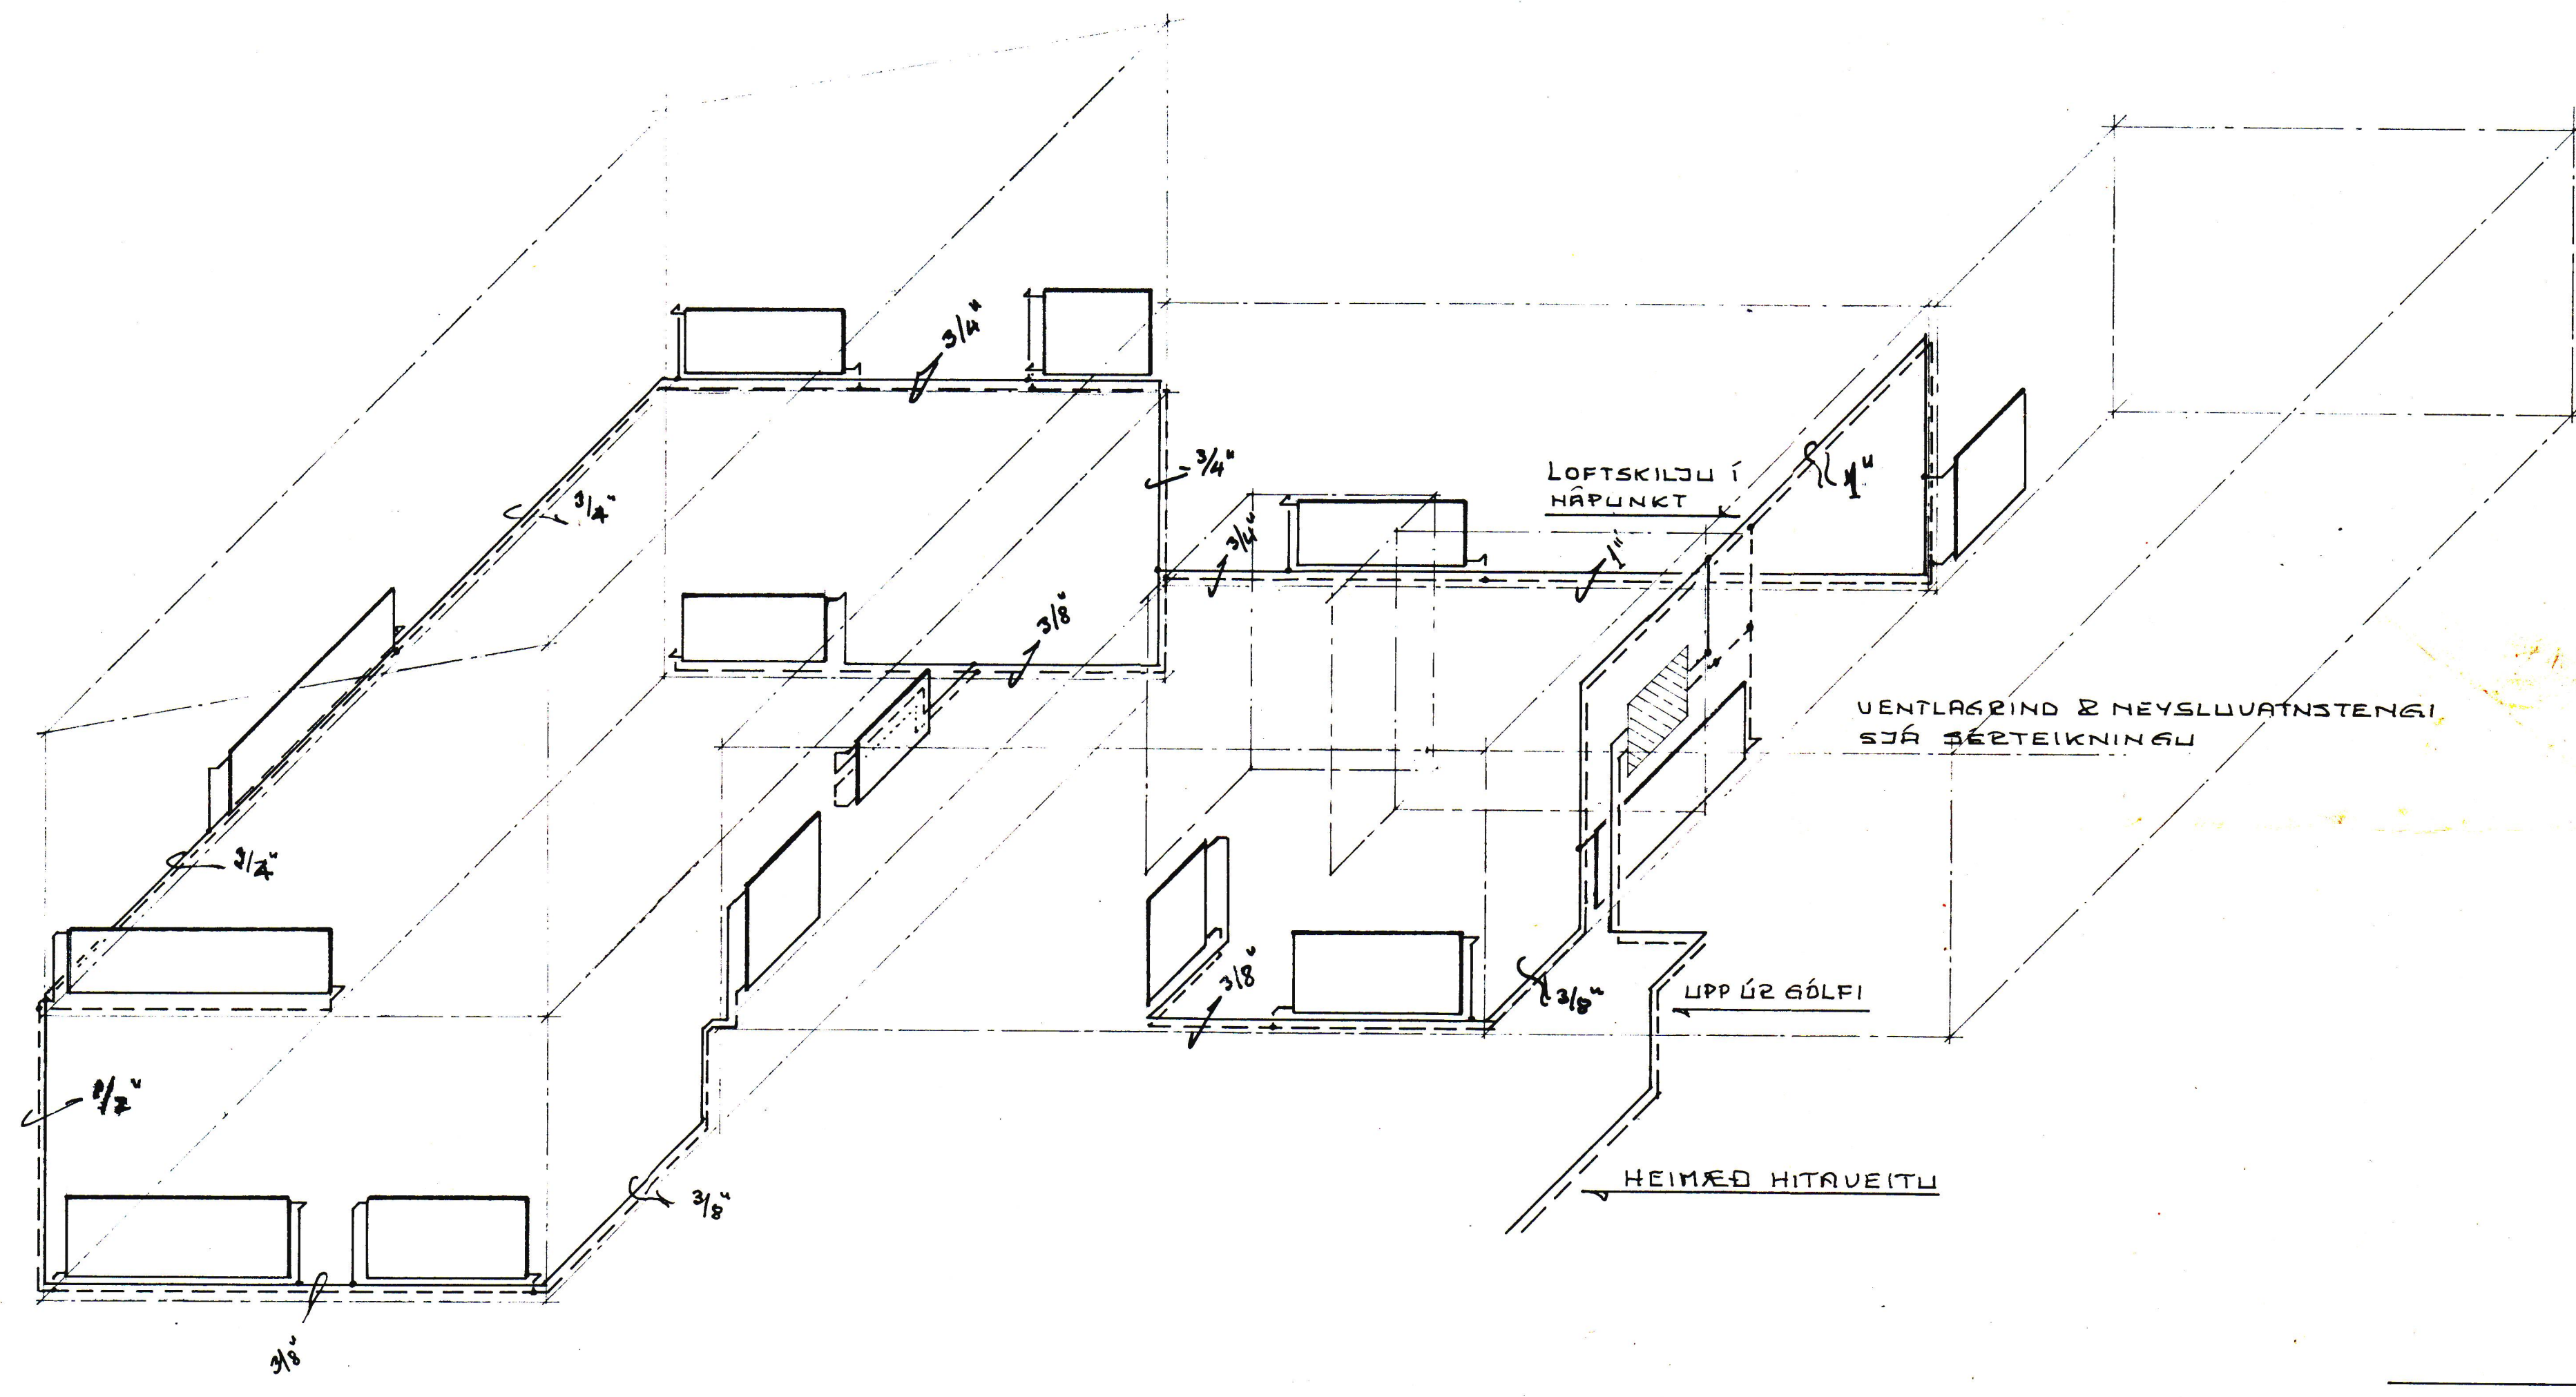 3/4"
3/4"
LOFTSKILJU Í
HÁPUNKT
1"
3/4"
3/4"
1"
3/8"
VENTLAGRIND & NEYSLUVATNSTENGI
SJÁ SÉRTEIKNINGU
3/4"
3/8"
3/8"
UPP ÚR GÓLFI
1/2"
HEIMÆÐ HITAVEITU
3/8"
3/8"